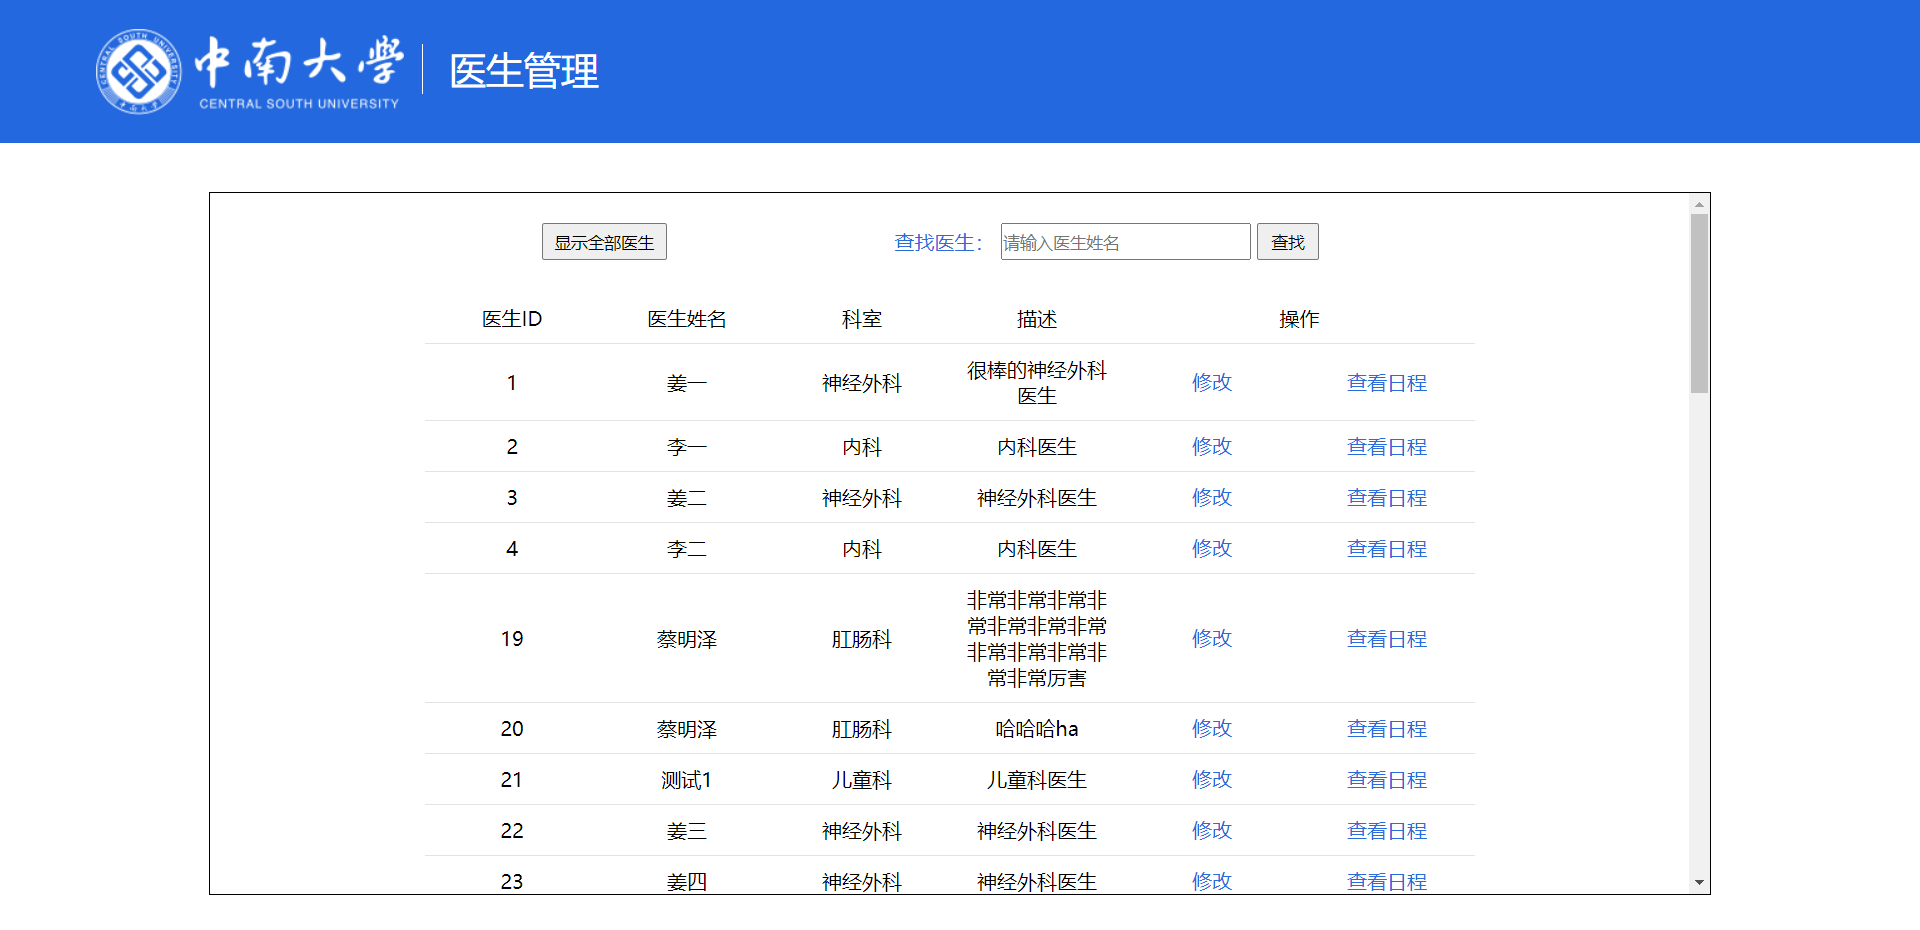 中南大学
CENTRAL SOUTH UNIVERSITY
医生管理
显示全部医生 查找医生： 请输入医生姓名 查找
医生ID 医生姓名 科室 描述 操作
1 姜一 神经外科 很棒的神经外科 修改 查看日程
医生
2 李一 内科 内科医生 修改 查看日程
3 姜二 神经外科 神经外科医生 修改 查看日程
4 李二 内科 内科医生 修改 查看日程
非常非常非常非
常非常非常非常
19 蔡明泽 肛肠科 修改 查看日程
非常非常非常非
常非常厉害
20 蔡明泽 肛肠科 哈哈哈ha 修改 查看日程
21 测试1 儿童科 儿童科医生 修改 查看日程
22 姜三 神经外科 神经外科医生 修改 查看日程
23 姜四 神经外科 神经外科医生 修改 查看日程